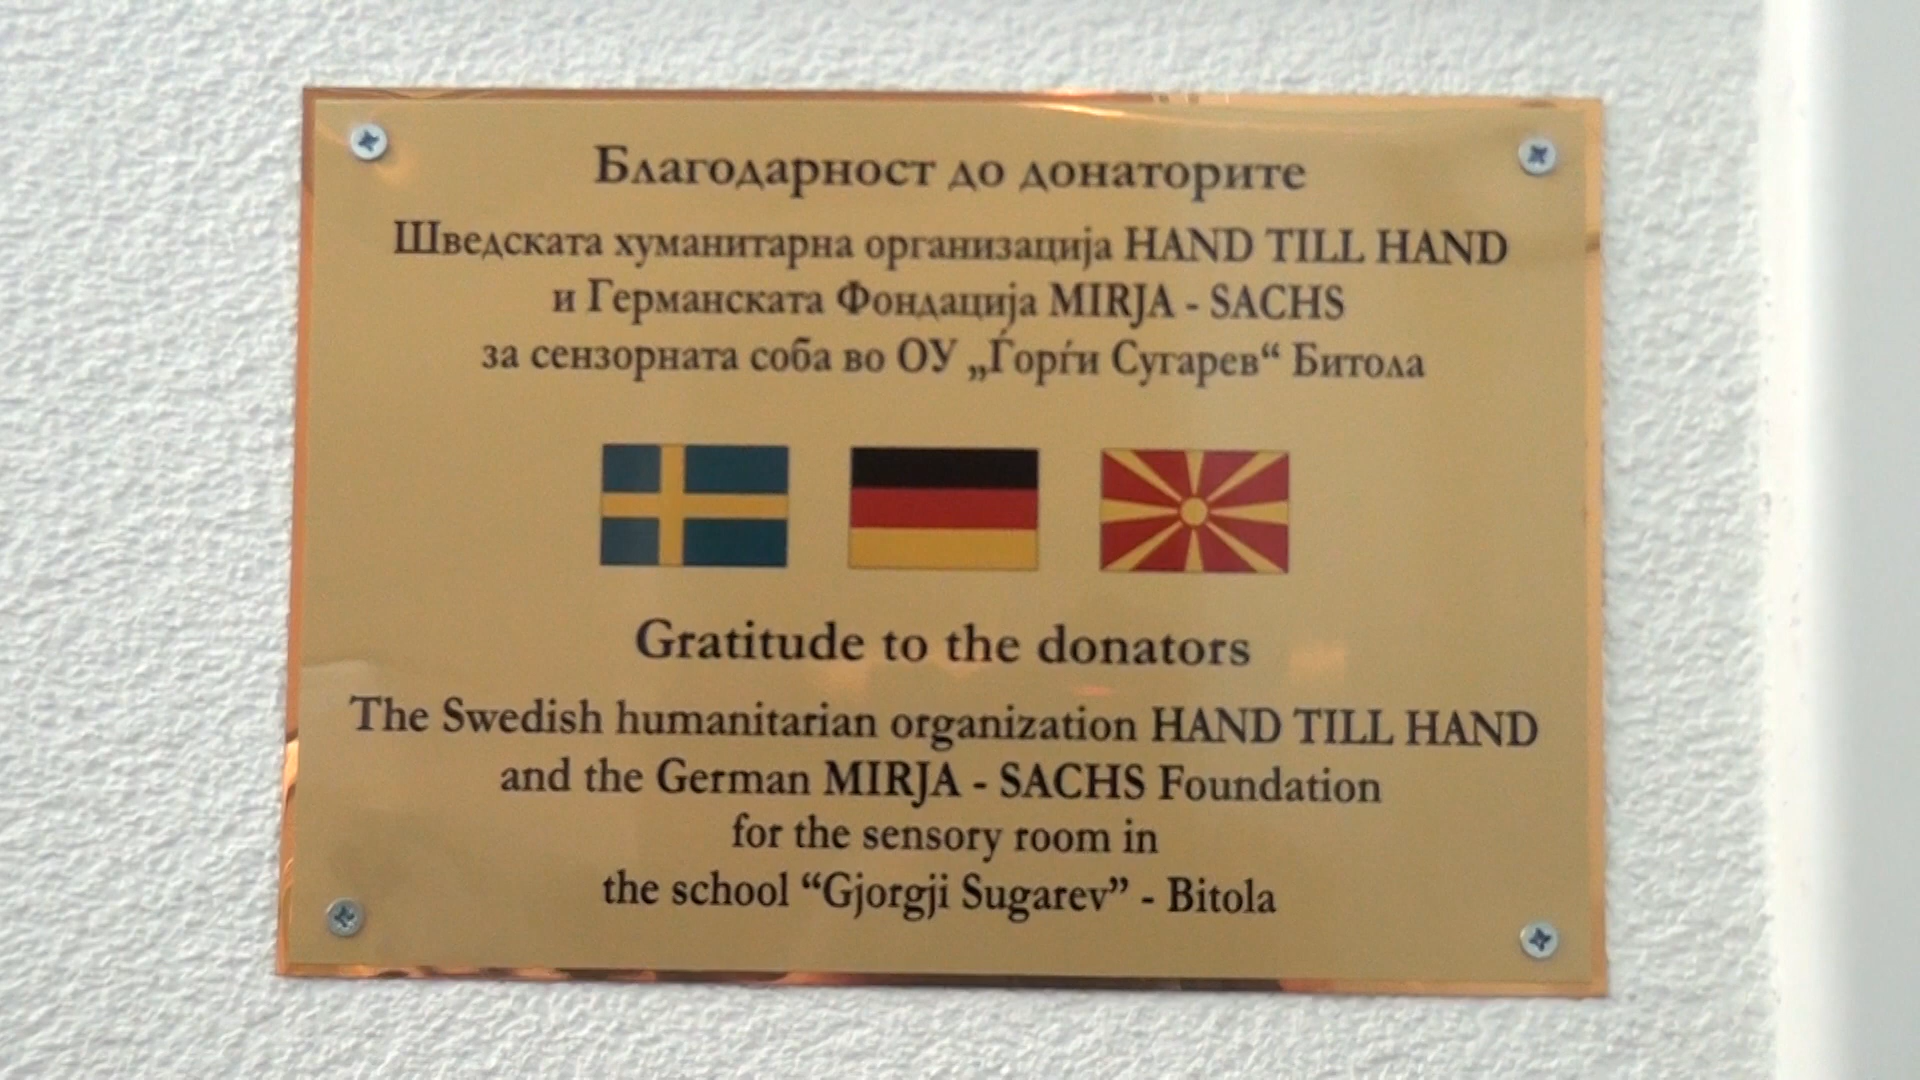 Благодарност до донаторите
Шведската хуманитарна организација HAND TILL HAND
и Германската Фондација MIRJA - SACHS
за сензорната соба во ОУ „Ѓорѓи Сугарев“ Битола
Gratitude to the donators
The Swedish humanitarian organization HAND TILL HAND
and the German MIRJA - SACHS Foundation
for the sensory room in
the school “Gjorgji Sugarev” - Bitola